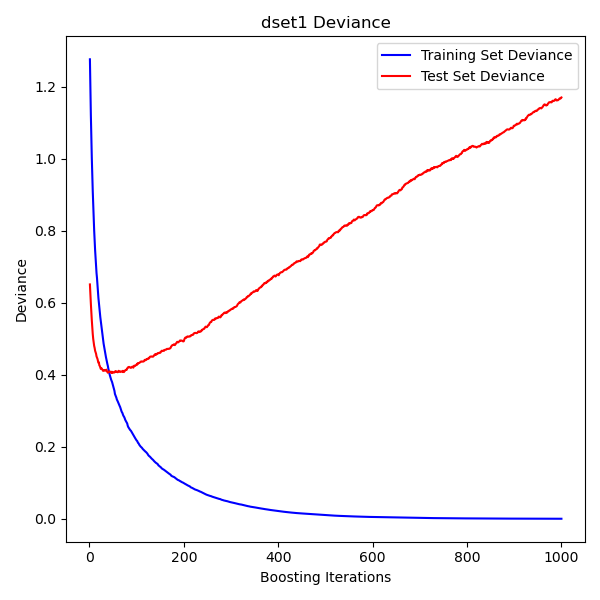 dset1 Deviance
Training Set Deviance
Test Set Deviance
Deviance
1.2
1.0
0.8
0.6
0.4
0.2
0.0
0 200 400 600 800 1000
Boosting Iterations